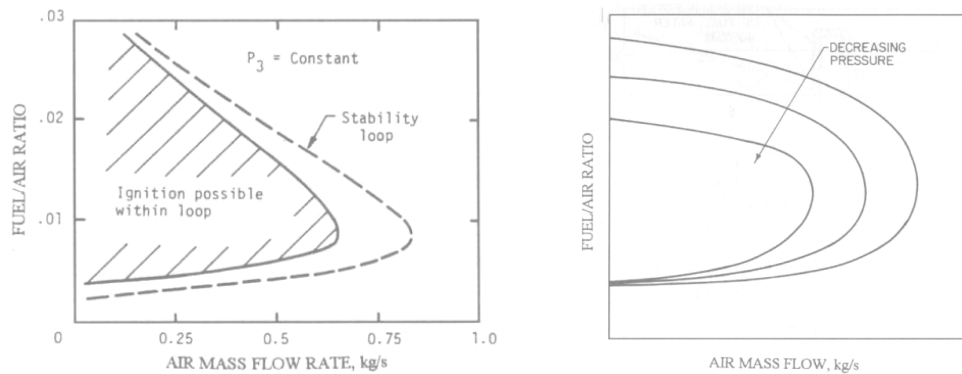 .03
P3 = Constant
.02
Stability
loop
Ignition possible
within loop
.01
FUEL/AIR RATIO
0
0.25
0.5
0.75
1.0
AIR MASS FLOW RATE, kg/s
DECREASING
PRESSURE
FUEL/AIR RATIO
AIR MASS FLOW, kg/s